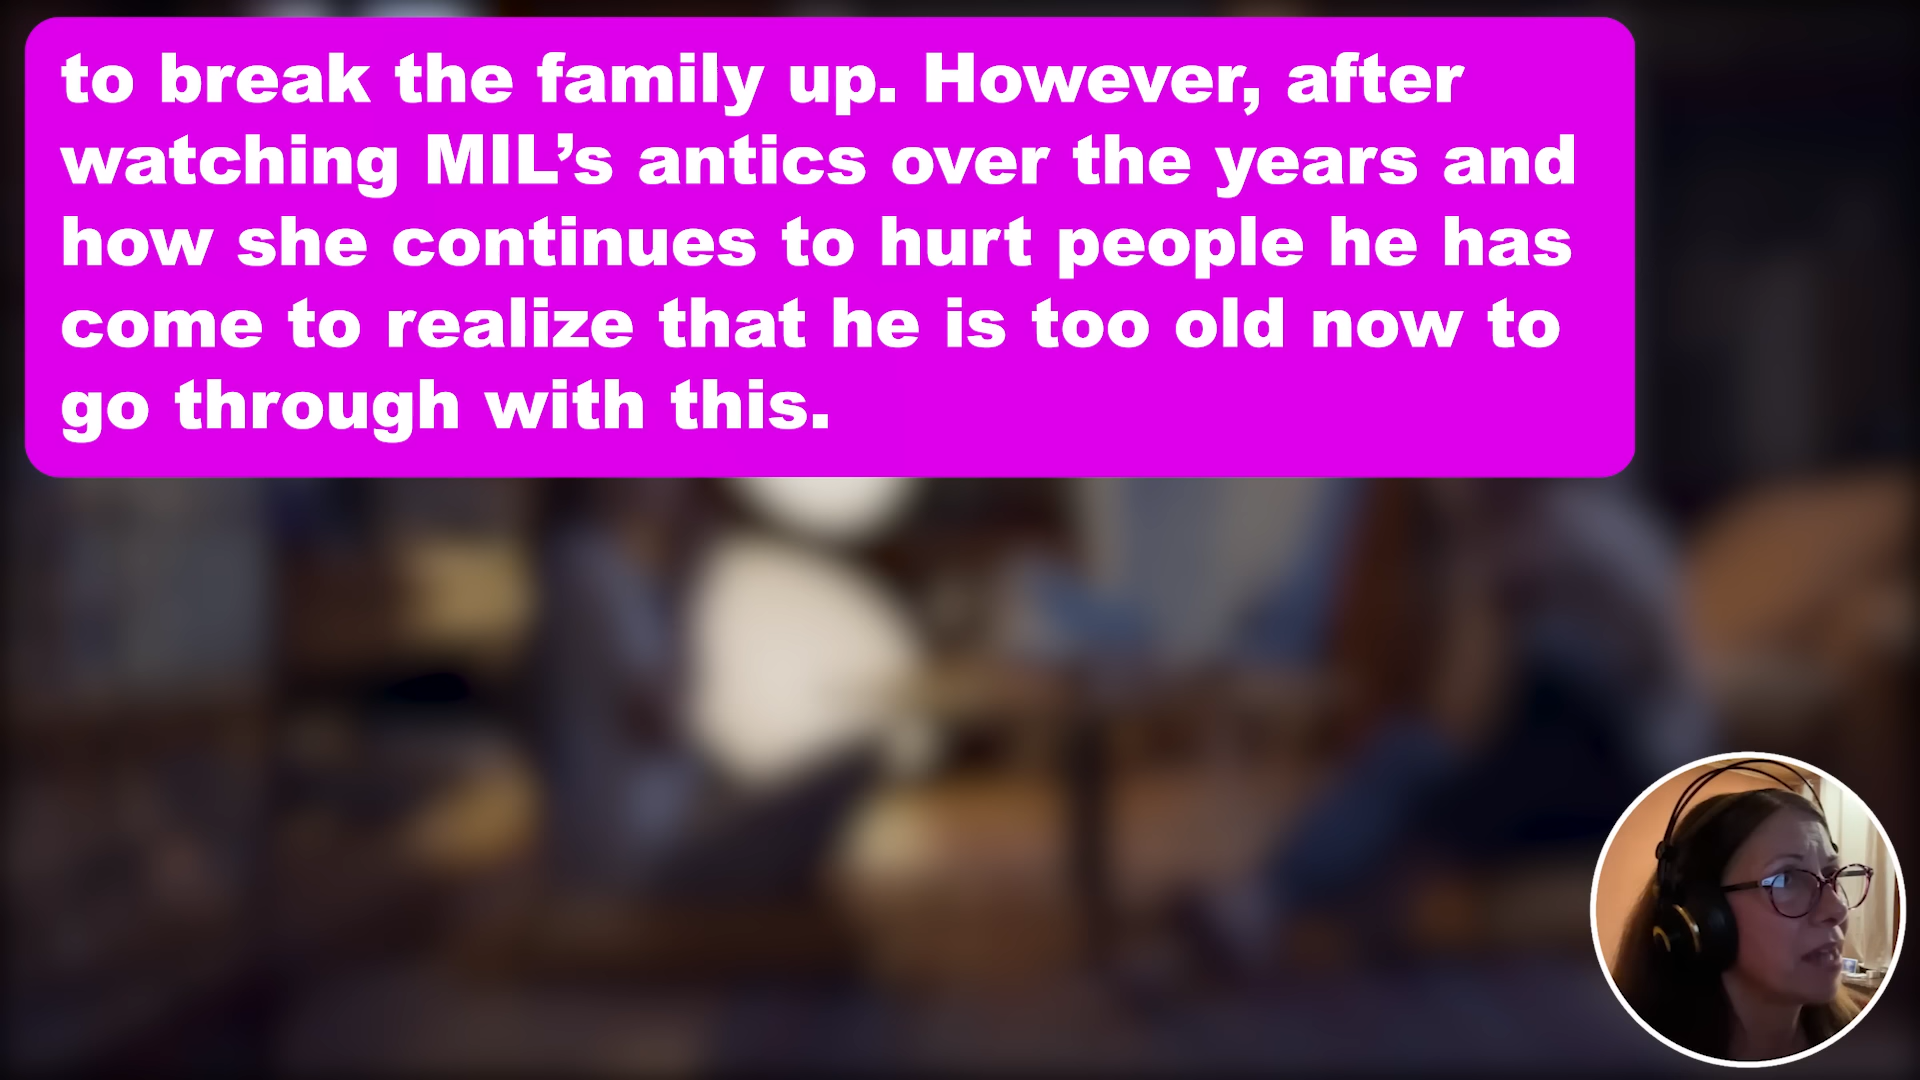 to break the family up. However, after
watching MIL’s antics over the years and
how she continues to hurt people he has
come to realize that he is too old now to
go through with this.